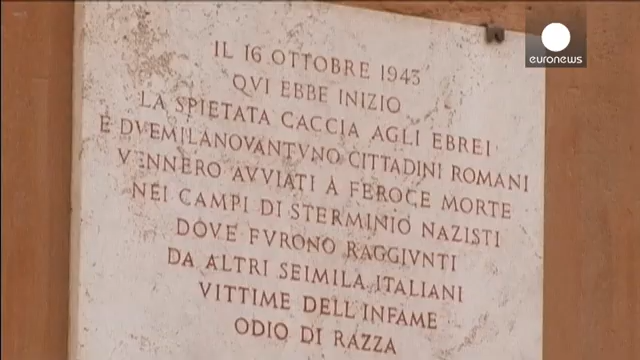 euronews
IL 16 OTTOBRE 1943
QVI EBBE INIZIO
LA SPIETATA CACCIA AGLI EBREI
E DVEMILANOVANTVNO CITTADINI ROMANI
VENNERO AVVIATI A FEROCE MORTE
NEI CAMPI DI STERMINIO NAZISTI
DOVE FVRONO RAGGIVNTI
DA ALTRI SEIMILA ITALIANI
VITTIME DELL'INFAME
ODIO DI RAZZA